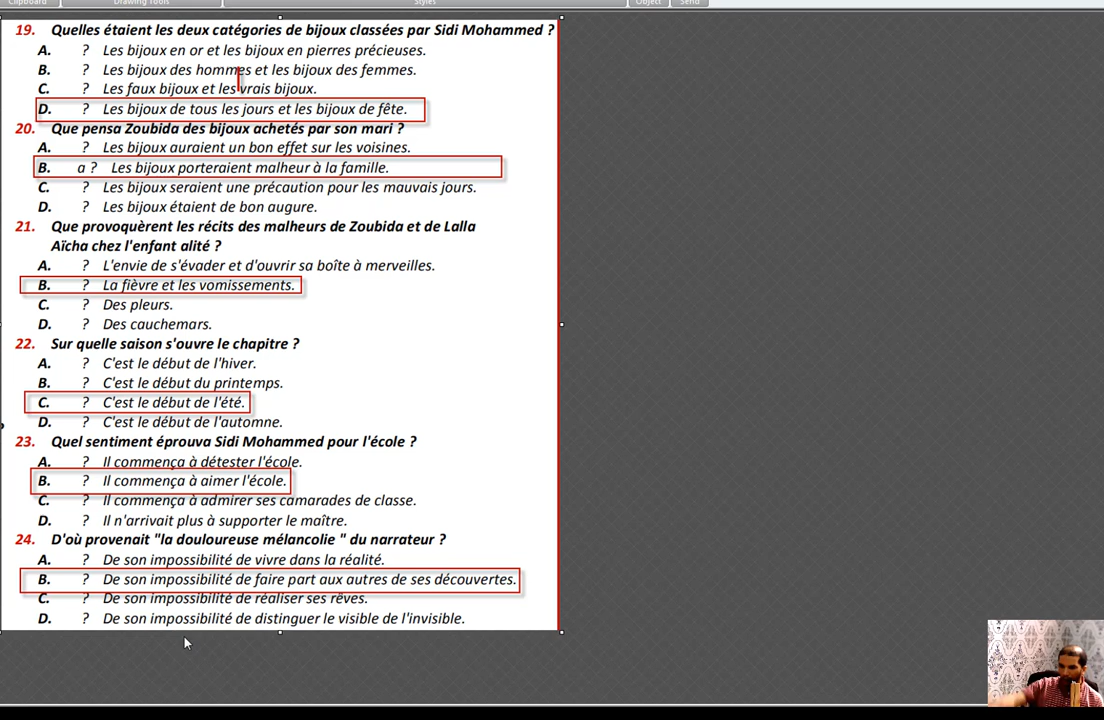 Clipboard
Drawing Tools
Styles
Object
Send
19. Quelles étaient les deux catégories de bijoux classées par Sidi Mohammed ?
A. ? Les bijoux en or et les bijoux en pierres précieuses.
B. ? Les bijoux des hommes et les bijoux des femmes.
C. ? Les faux bijoux et les vrais bijoux.
D. ? Les bijoux de tous les jours et les bijoux de fête.
20. Que pensa Zoubida des bijoux achetés par son mari ?
A. ? Les bijoux auraient un bon effet sur les voisines.
B. a ? Les bijoux porteraient malheur à la famille.
C. ? Les bijoux seraient une précaution pour les mauvais jours.
D. ? Les bijoux étaient de bon augure.
21. Que provoquèrent les récits des malheurs de Zoubida et de Lalla
Aïcha chez l'enfant alité ?
A. ? L'envie de s'évader et d'ouvrir sa boîte à merveilles.
B. ? La fièvre et les vomissements.
C. ? Des pleurs.
D. ? Des cauchemars.
22. Sur quelle saison s'ouvre le chapitre ?
A. ? C'est le début de l'hiver.
B. ? C'est le début du printemps.
C. ? C'est le début de l'été.
D. ? C'est le début de l'automne.
23. Quel sentiment éprouva Sidi Mohammed pour l'école ?
A. ? Il commença à détester l'école.
B. ? Il commença à aimer l'école.
C. ? Il commença à admirer ses camarades de classe.
D. ? Il n'arrivait plus à supporter le maître.
24. D'où provenait "la douloureuse mélancolie " du narrateur ?
A. ? De son impossibilité de vivre dans la réalité.
B. ? De son impossibilité de faire part aux autres de ses découvertes.
C. ? De son impossibilité de réaliser ses rêves.
D. ? De son impossibilité de distinguer le visible de l'invisible.